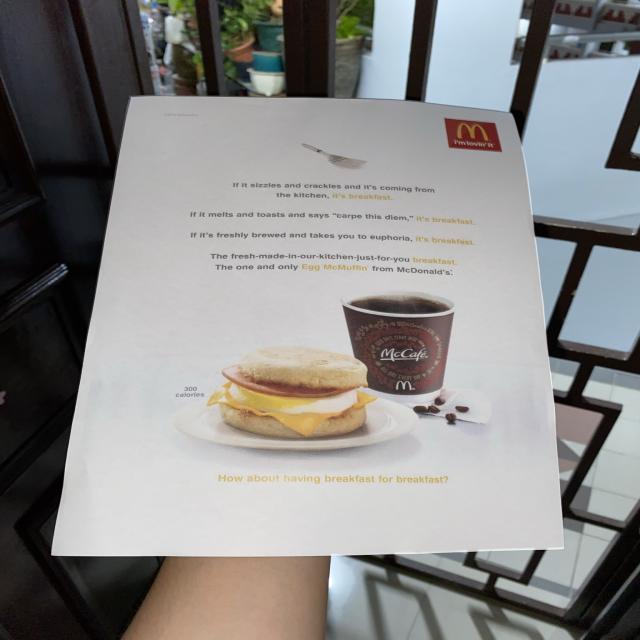 M
i'm lovin' it
If it sizzles and crackles and it's coming from
the kitchen, it's breakfast.
If it melts and toasts and says "carpe this diem," it's breakfast.
If it's freshly brewed and takes you to euphoria, it's breakfast.
The fresh-made-in-our-kitchen-just-for-you breakfast.
The one and only Egg McMuffin from McDonald's.
McCafé
M
300
calories
How about having breakfast for breakfast?